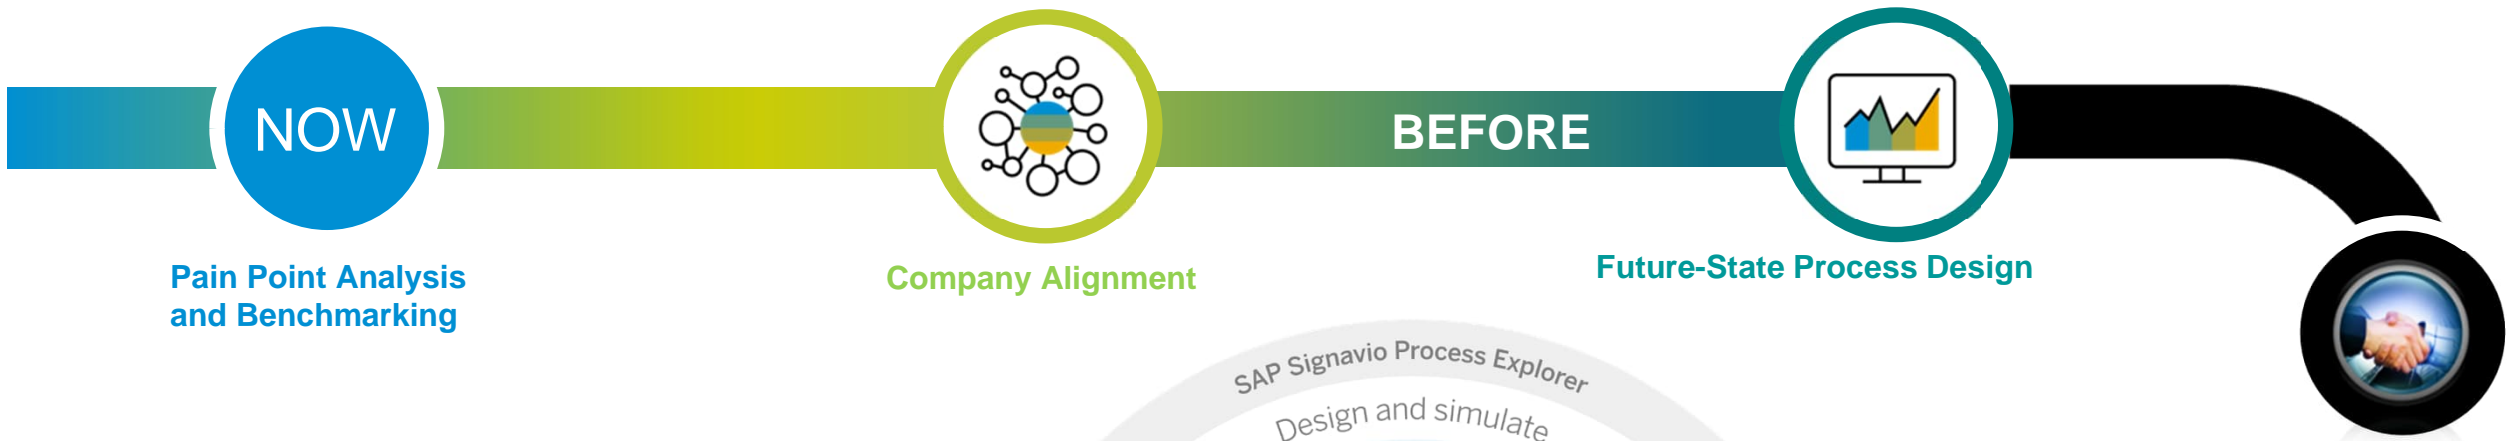 NOW
BEFORE
Pain Point Analysis
and Benchmarking
Company Alignment
Future-State Process Design
SAP Signavio Process Explorer
Design and simulate